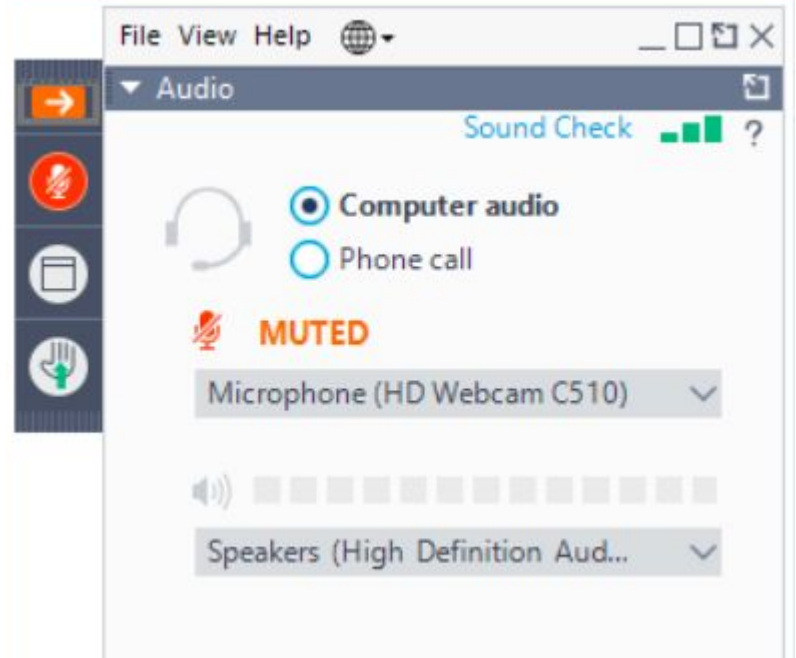 File View Help
Audio
Sound Check ?
Computer audio
Phone call
MUTED
Microphone (HD Webcam C510)
Speakers (High Definition Aud...